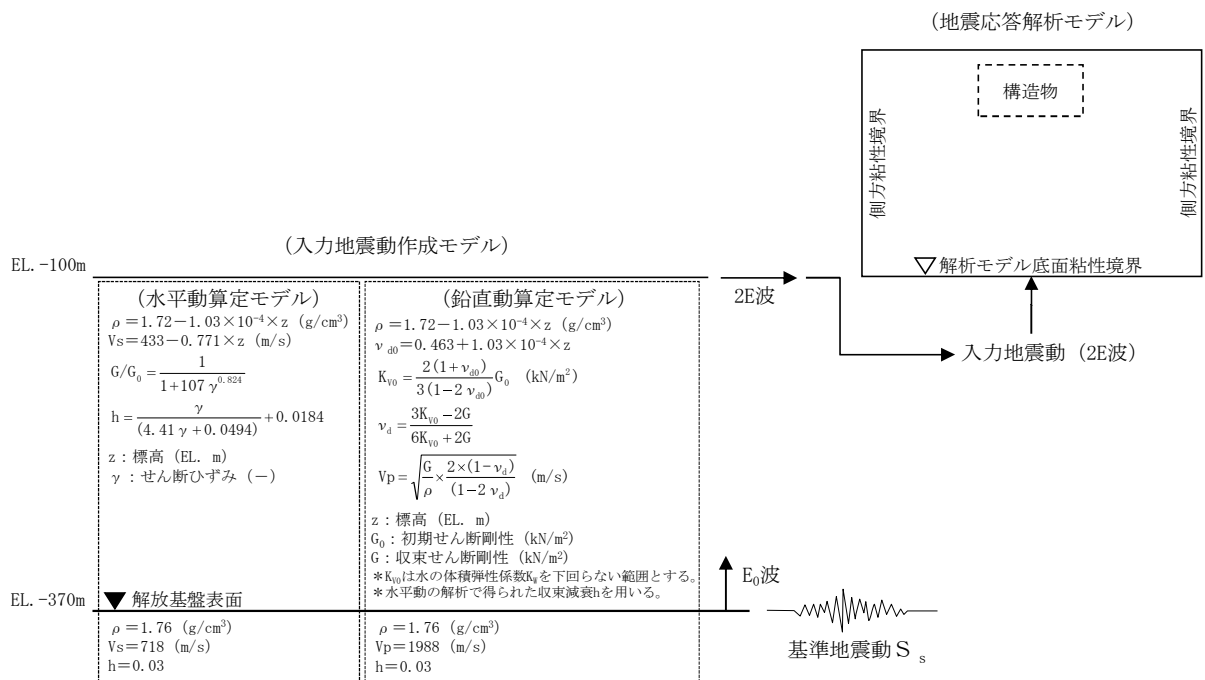 (地震応答解析モデル)
構造物
側方粘性境界
側方粘性境界
▽解析モデル底面粘性境界
(入力地震動作成モデル)
EL.-100m
2E波
入力地震動（2E波）
(水平動算定モデル)
ρ=1.72-1.03×10⁻⁴×z (g/cm³)
Vs=433-0.771×z (m/s)
G/G₀ = 1 / (1+107 γ^0.824)
h = γ / (4.41 γ+0.0494) +0.0184
z：標高 (EL. m)
γ：せん断ひずみ (-)
(鉛直動算定モデル)
ρ=1.72-1.03×10⁻⁴×z (g/cm³)
ν_d0=0.463+1.03×10⁻⁴×z
K_V0 = 2(1+ν_d0) / 3(1-2ν_d0) G₀ (kN/m²)
ν_d = (3K_V0-2G) / (6K_V0+2G)
Vp = √(G/ρ × 2×(1-ν_d) / (1-2ν_d)) (m/s)
z：標高 (EL. m)
G₀：初期せん断剛性 (kN/m²)
G：収束せん断剛性 (kN/m²)
＊K_V0は水の体積弾性係数K_Wを下回らない範囲とする。
＊水平動の解析で得られた収束減衰hを用いる。
E₀波
EL.-370m
▼ 解放基盤表面
ρ=1.76 (g/cm³)
Vs=718 (m/s)
h=0.03
ρ=1.76 (g/cm³)
Vp=1988 (m/s)
h=0.03
基準地震動Ｓs